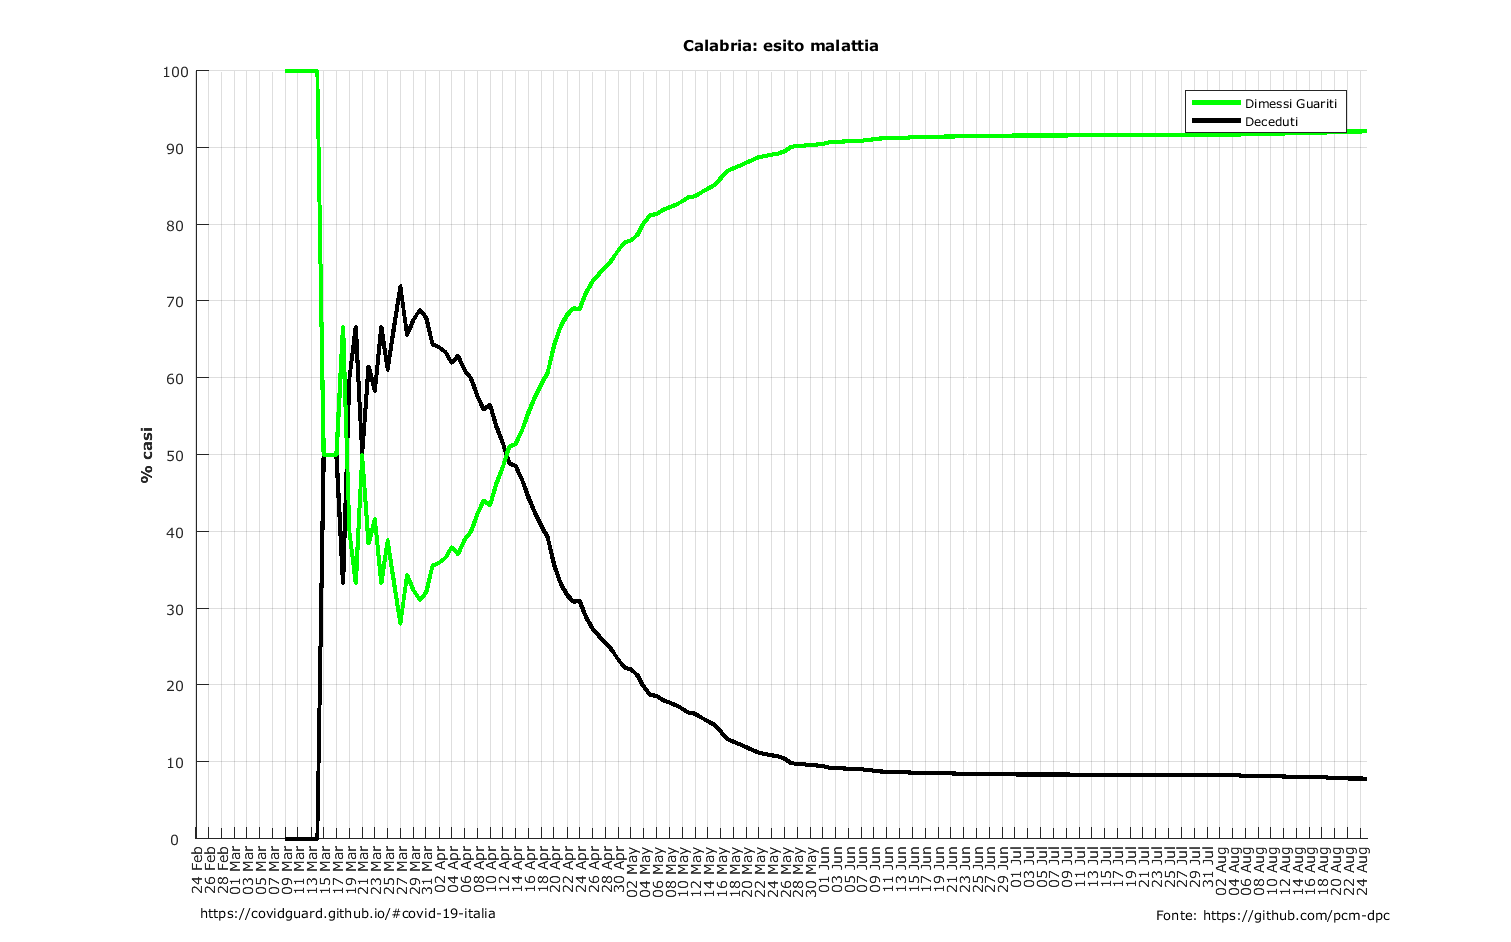 Calabria: esito malattia
Dimessi Guariti
Deceduti
% casi
100
90
80
70
60
50
40
30
20
10
0
24 Feb
26 Feb
28 Feb
01 Mar
03 Mar
05 Mar
07 Mar
09 Mar
11 Mar
13 Mar
15 Mar
17 Mar
19 Mar
21 Mar
23 Mar
25 Mar
27 Mar
29 Mar
31 Mar
02 Apr
04 Apr
06 Apr
08 Apr
10 Apr
12 Apr
14 Apr
16 Apr
18 Apr
20 Apr
22 Apr
24 Apr
26 Apr
28 Apr
30 Apr
02 May
04 May
06 May
08 May
10 May
12 May
14 May
16 May
18 May
20 May
22 May
24 May
26 May
28 May
30 May
01 Jun
03 Jun
05 Jun
07 Jun
09 Jun
11 Jun
13 Jun
15 Jun
17 Jun
19 Jun
21 Jun
23 Jun
25 Jun
27 Jun
29 Jun
01 Jul
03 Jul
05 Jul
07 Jul
09 Jul
11 Jul
13 Jul
15 Jul
17 Jul
19 Jul
21 Jul
23 Jul
25 Jul
27 Jul
29 Jul
31 Jul
02 Aug
04 Aug
06 Aug
08 Aug
10 Aug
12 Aug
14 Aug
16 Aug
18 Aug
20 Aug
22 Aug
24 Aug
https://covidguard.github.io/#covid-19-italia
Fonte: https://github.com/pcm-dpc